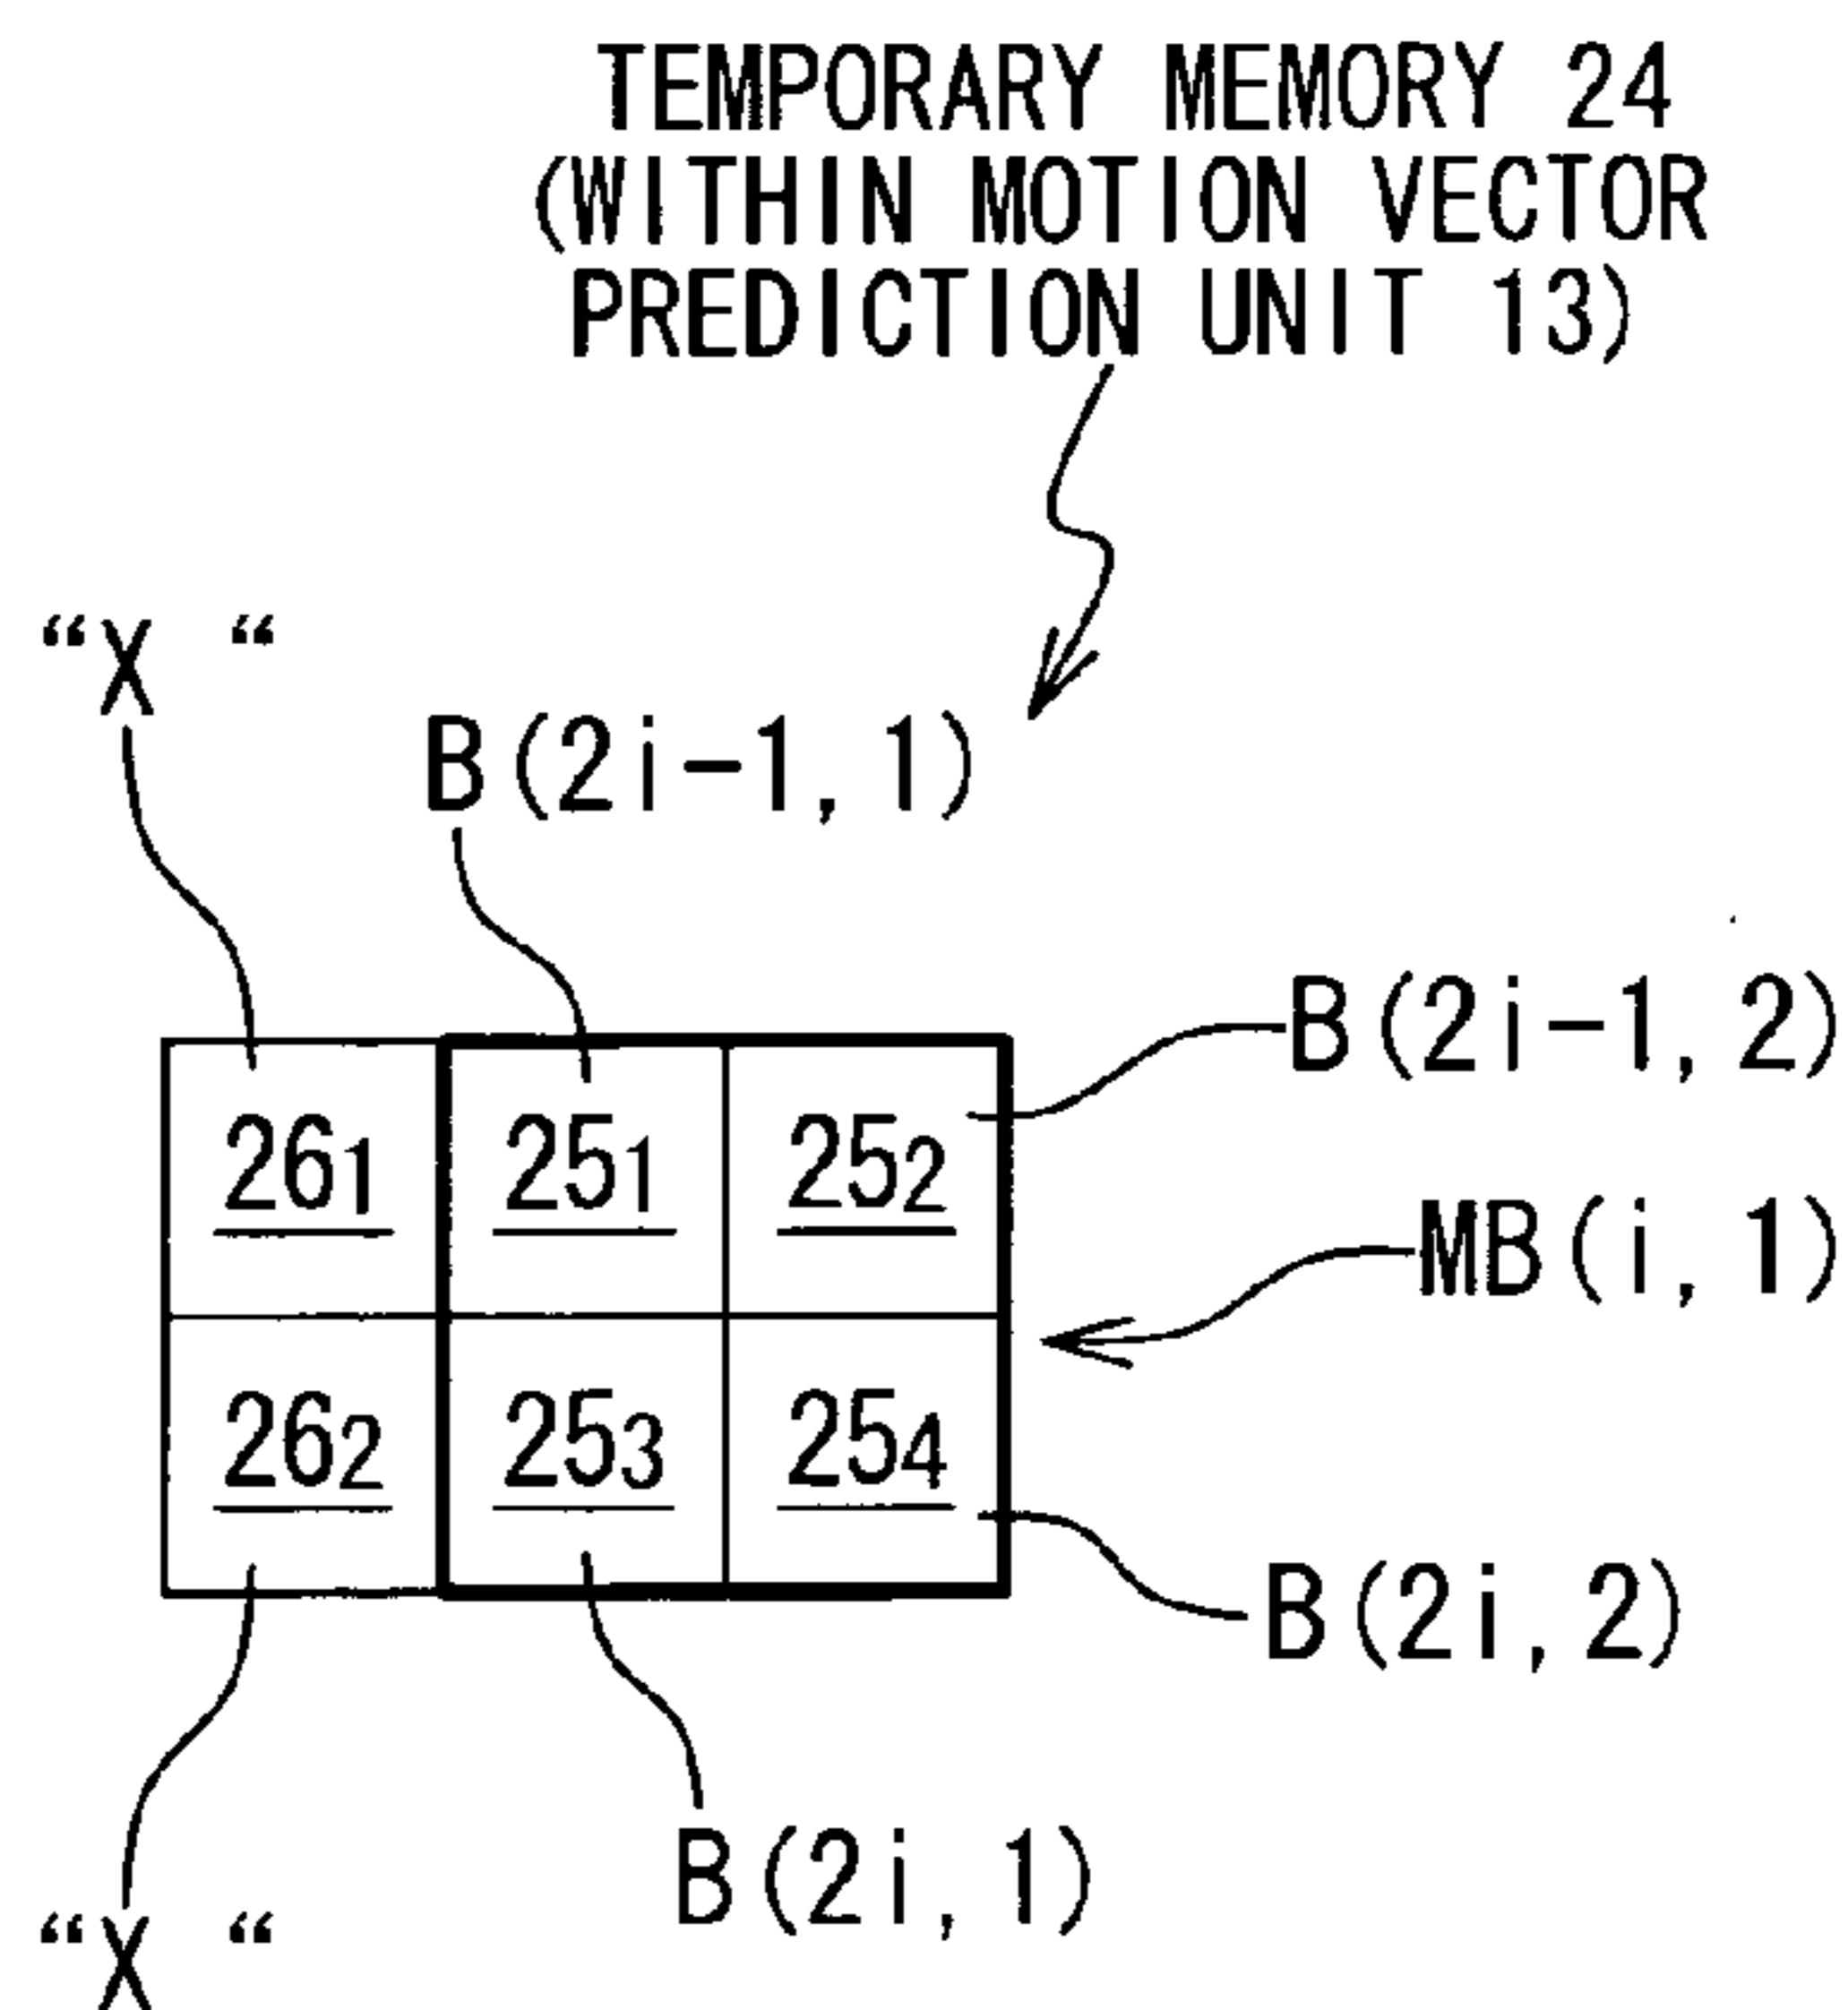 TEMPORARY MEMORY 24
(WITHIN MOTION VECTOR
PREDICTION UNIT 13)
“X “
B(2i-1, 1)
B(2i-1, 2)
26₁ 25₁ 25₂
MB(i, 1)
26₂ 25₃ 25₄
B(2i, 2)
B(2i, 1)
“X “